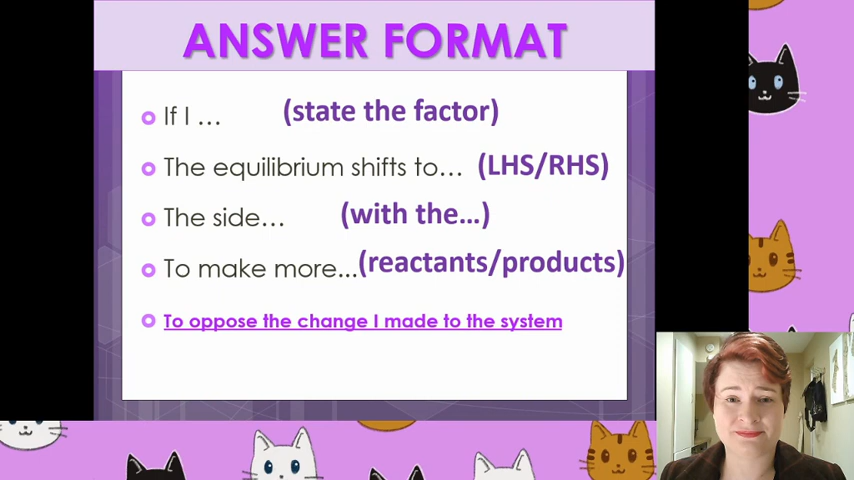 ANSWER FORMAT
If I … (state the factor)
The equilibrium shifts to… (LHS/RHS)
The side… (with the…)
To make more...(reactants/products)
To oppose the change I made to the system